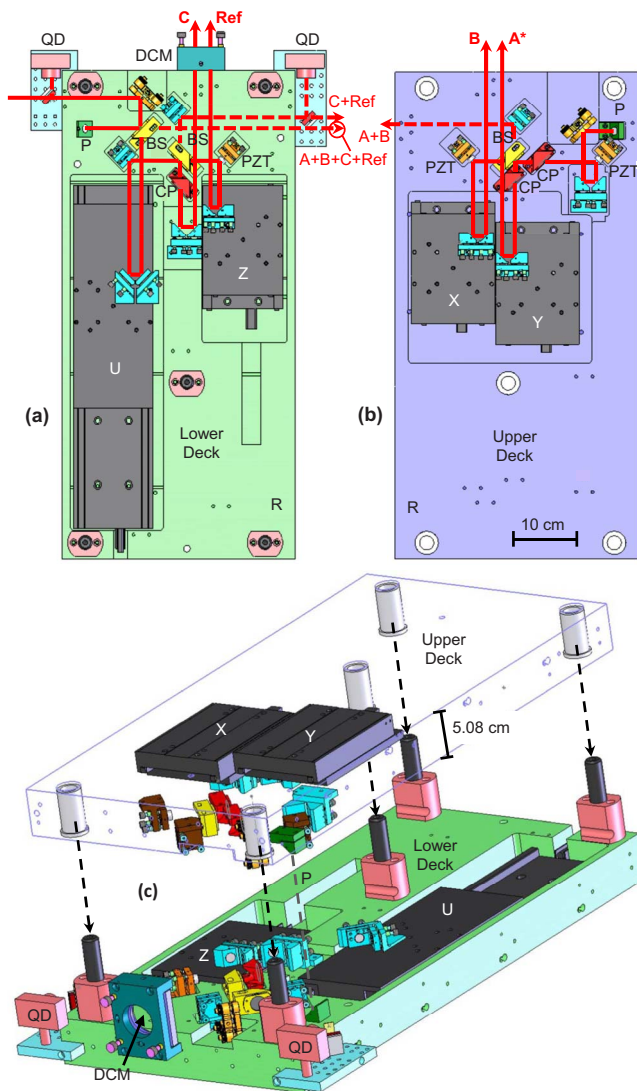 C
Ref
QD
DCM
QD
C+Ref
P
BS
BS
PZT
A+B+C+Ref
CP
Z
U
(a)
Lower
Deck
R
B
A*
P
A+B
BS
PZT
PZT
CP
CP
X
Y
(b)
Upper
Deck
R
10 cm
Upper
Deck
X
Y
5.08 cm
Lower
Deck
P
(c)
U
Z
QD
QD
DCM